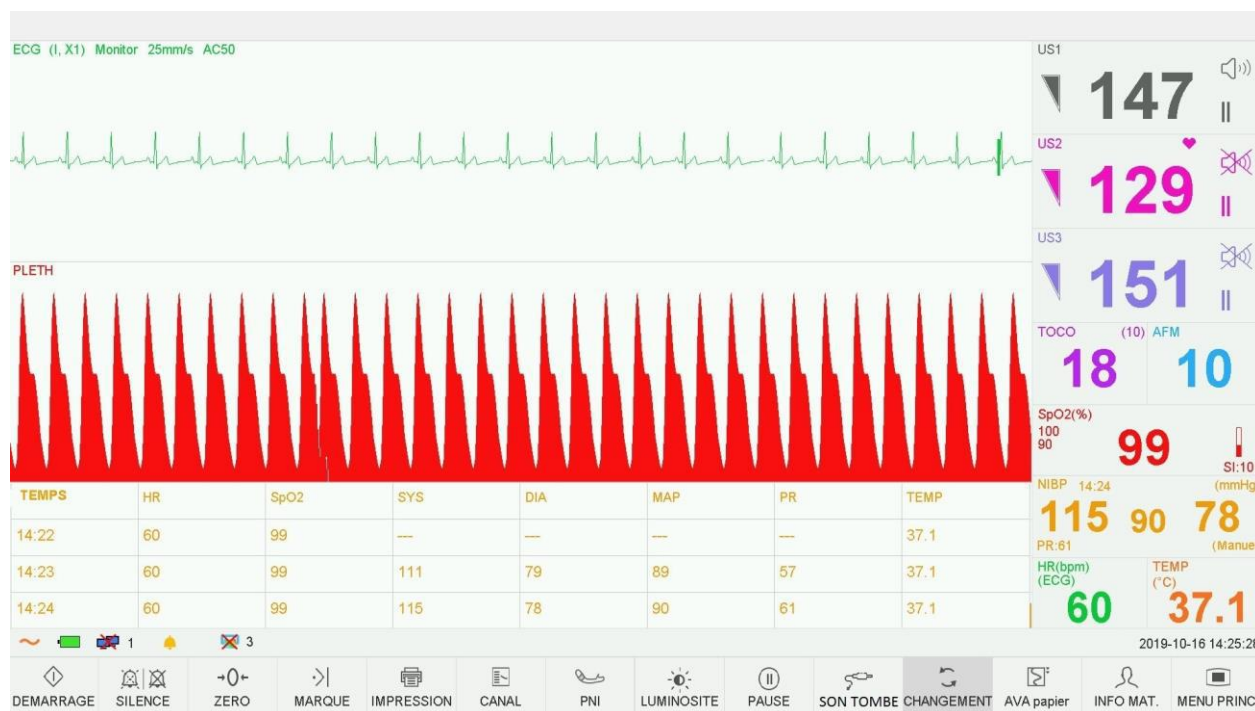 ECG (I, X1) Monitor 25mm/s AC50
US1
147
US2
129
US3
151
PLETH
TOCO (10) AFM
18 10
SpO2(%)
100
90
99
SI:10
NIBP 14:24 (mmHg
115 90 78
PR:61 (Manue
HR(bpm) TEMP
(ECG) (°C)
60 37.1
TEMPS HR SpO2 SYS DIA MAP PR TEMP
14:22 60 99 --- --- --- --- 37.1
14:23 60 99 111 79 89 57 37.1
14:24 60 99 115 78 90 61 37.1
1 3 2019-10-16 14:25:28
DEMARRAGE SILENCE ZERO MARQUE IMPRESSION CANAL PNI LUMINOSITE PAUSE SON TOMBE CHANGEMENT AVA papier INFO MAT. MENU PRINC